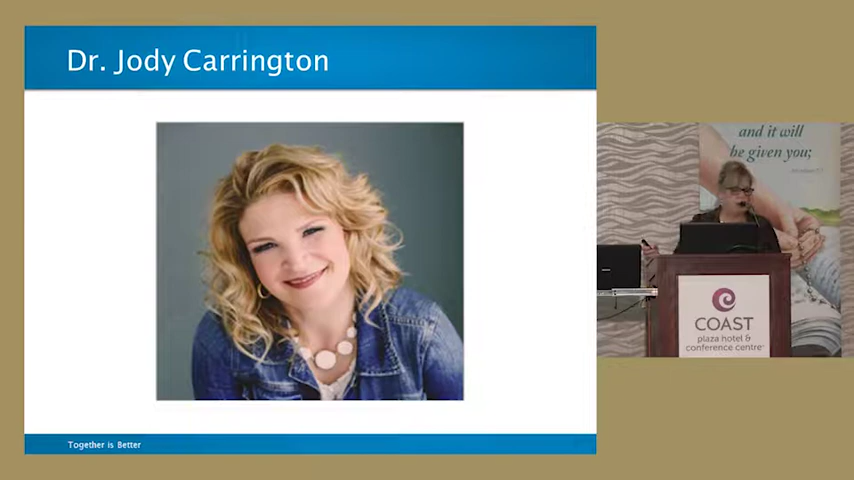 Dr. Jody Carrington
and it will
be given you;
COAST
plaza hotel &
conference centre
Together is Better